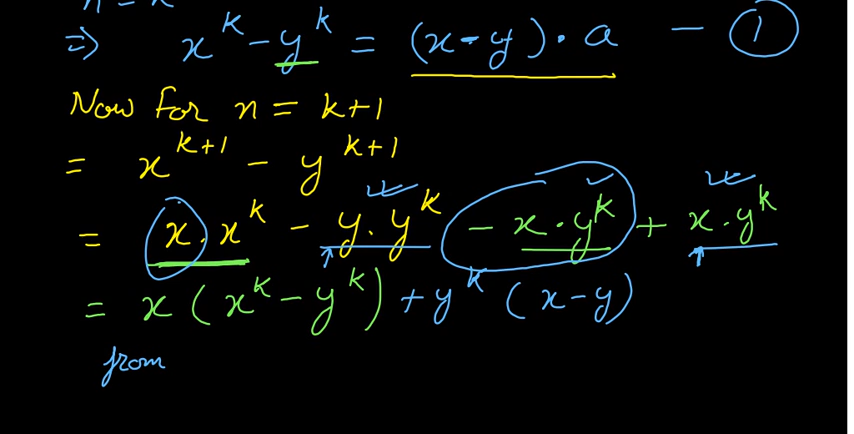 ⇒ x^k - y^k = (x-y)·a - ①
Now for n = k+1
= x^{k+1} - y^{k+1}
= x·x^k - y·y^k - x·y^k + x·y^k
= x(x^k - y^k) + y^k (x-y)
from